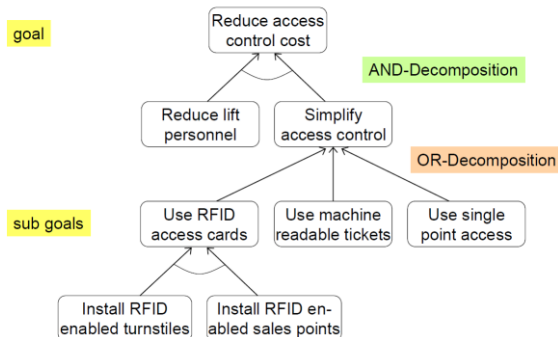 goal
Reduce access
control cost
AND-Decomposition
Reduce lift
personnel
Simplify
access control
OR-Decomposition
sub goals
Use RFID
access cards
Use machine
readable tickets
Use single
point access
Install RFID
enabled turnstiles
Install RFID en-
abled sales points